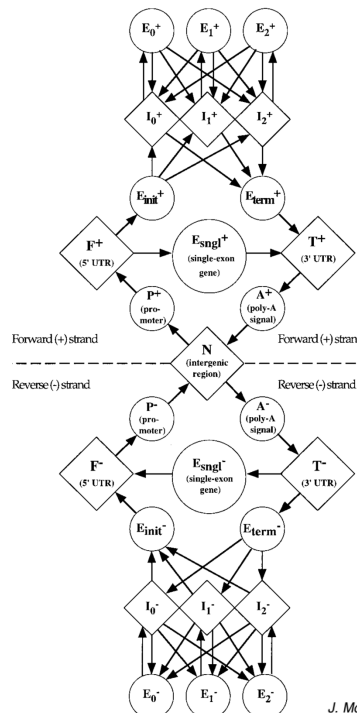 E0+ E1+ E2+
I0+ I1+ I2+
Einit+ Eterm+
F+
(5' UTR)
Esngl+
(single-exon
gene)
T+
(3' UTR)
P+
(pro-
moter)
A+
(poly-A
signal)
Forward (+) strand
Forward (+) stran
N
(intergenic
region)
Reverse (-) strand
Reverse (-) stran
P-
(pro-
moter)
A-
(poly-A
signal)
F-
(5' UTR)
Esngl-
(single-exon
gene)
T-
(3' UTR)
Einit- Eterm-
I0- I1- I2-
E0- E1- E2-
J. Mo